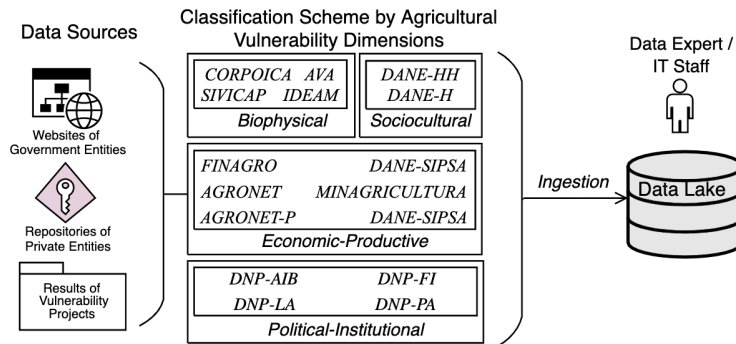 Data Sources
Websites of
Government Entities
Repositories of
Private Entities
Results of
Vulnerability
Projects
Classification Scheme by Agricultural
Vulnerability Dimensions
CORPOICA AVA
SIVICAP IDEAM
Biophysical
DANE-HH
DANE-H
Sociocultural
FINAGRO DANE-SIPSA
AGRONET MINAGRICULTURA
AGRONET-P DANE-SIPSA
Economic-Productive
DNP-AIB DNP-FI
DNP-LA DNP-PA
Political-Institutional
Ingestion
Data Expert /
IT Staff
Data Lake